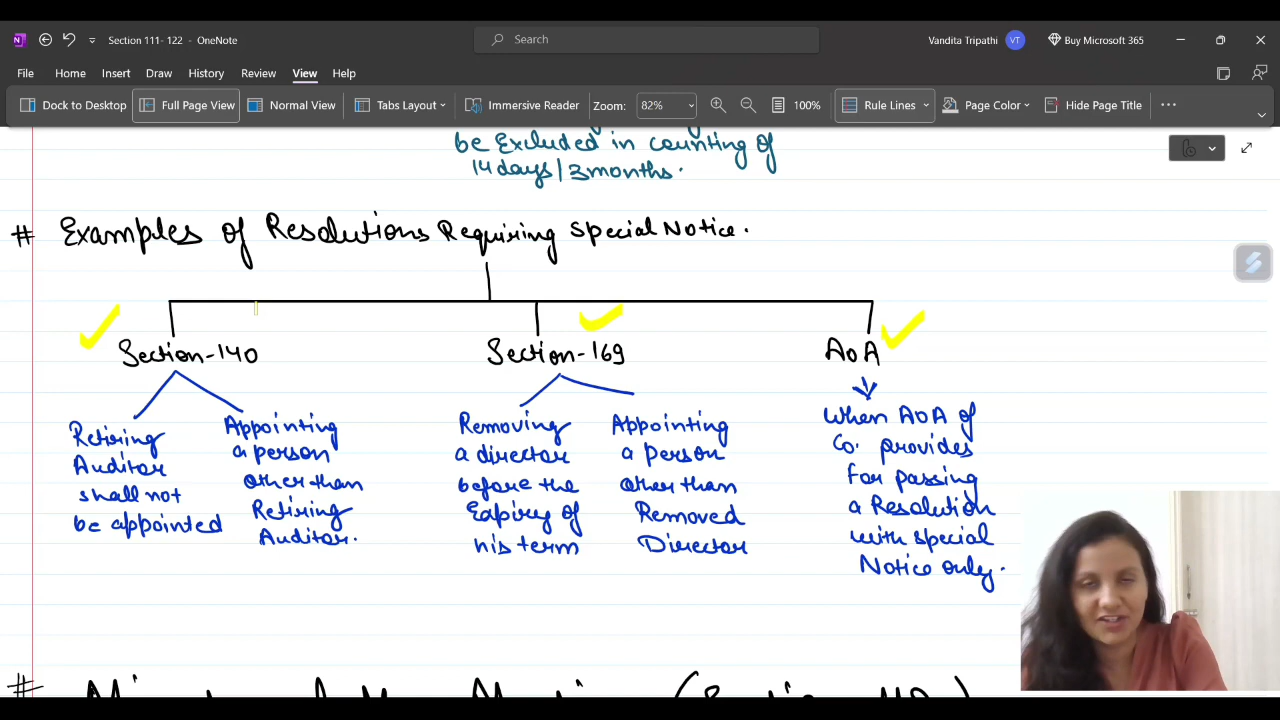 Section 111- 122 - OneNote
Search
Vandita Tripathi VT Buy Microsoft 365
File Home Insert Draw History Review View Help
Dock to Desktop Full Page View Normal View Tabs Layout Immersive Reader Zoom: 82% 100% Rule Lines Page Color Hide Page Title
be Excluded in counting of
14 days/3months.
# Examples of Resolutions Requiring Special Notice.
Section-140
Retiring
Auditor
shall not
be appointed
Appointing
a person
other than
Retiring
Auditor.
Section-169
Removing
a director
before the
Expiry of
his term
Appointing
a person
other than
Removed
Director
AOA
When AOA of
Co. provides
for passing
a Resolution
with special
Notice only.
#